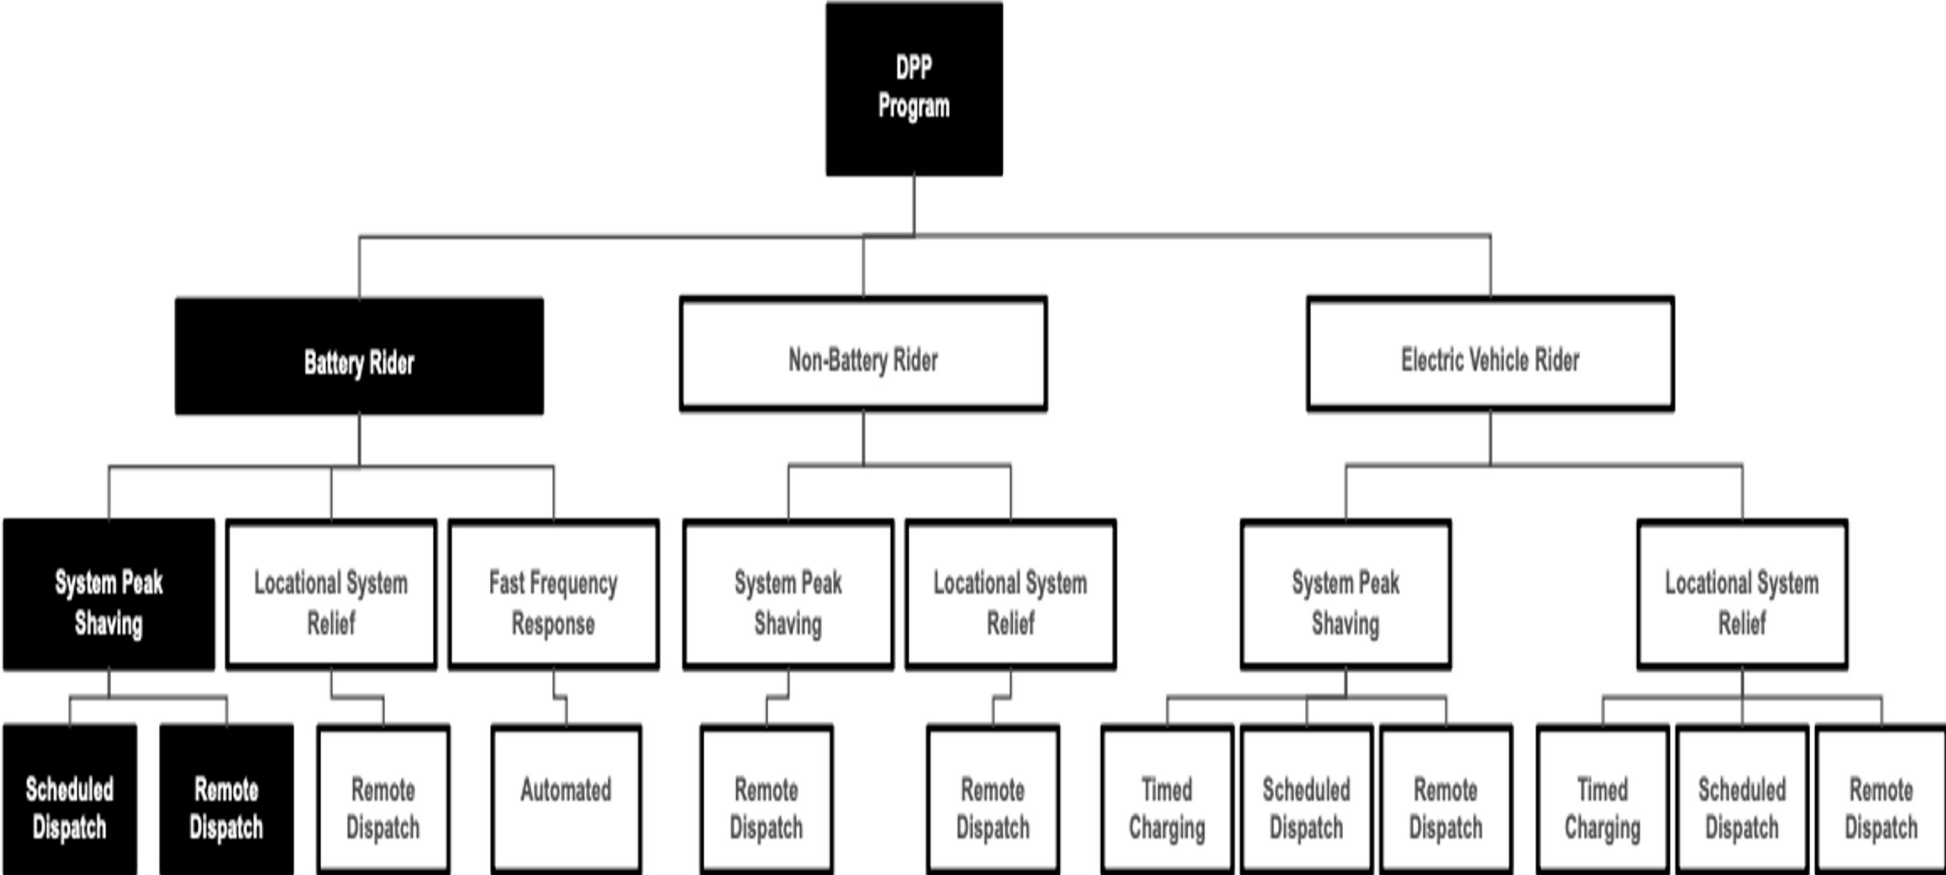 DPP
Program
Battery Rider
Non-Battery Rider
Electric Vehicle Rider
System Peak
Shaving
Locational System
Relief
Fast Frequency
Response
System Peak
Shaving
Locational System
Relief
System Peak
Shaving
Locational System
Relief
Scheduled
Dispatch
Remote
Dispatch
Remote
Dispatch
Automated
Remote
Dispatch
Remote
Dispatch
Timed
Charging
Scheduled
Dispatch
Remote
Dispatch
Timed
Charging
Scheduled
Dispatch
Remote
Dispatch